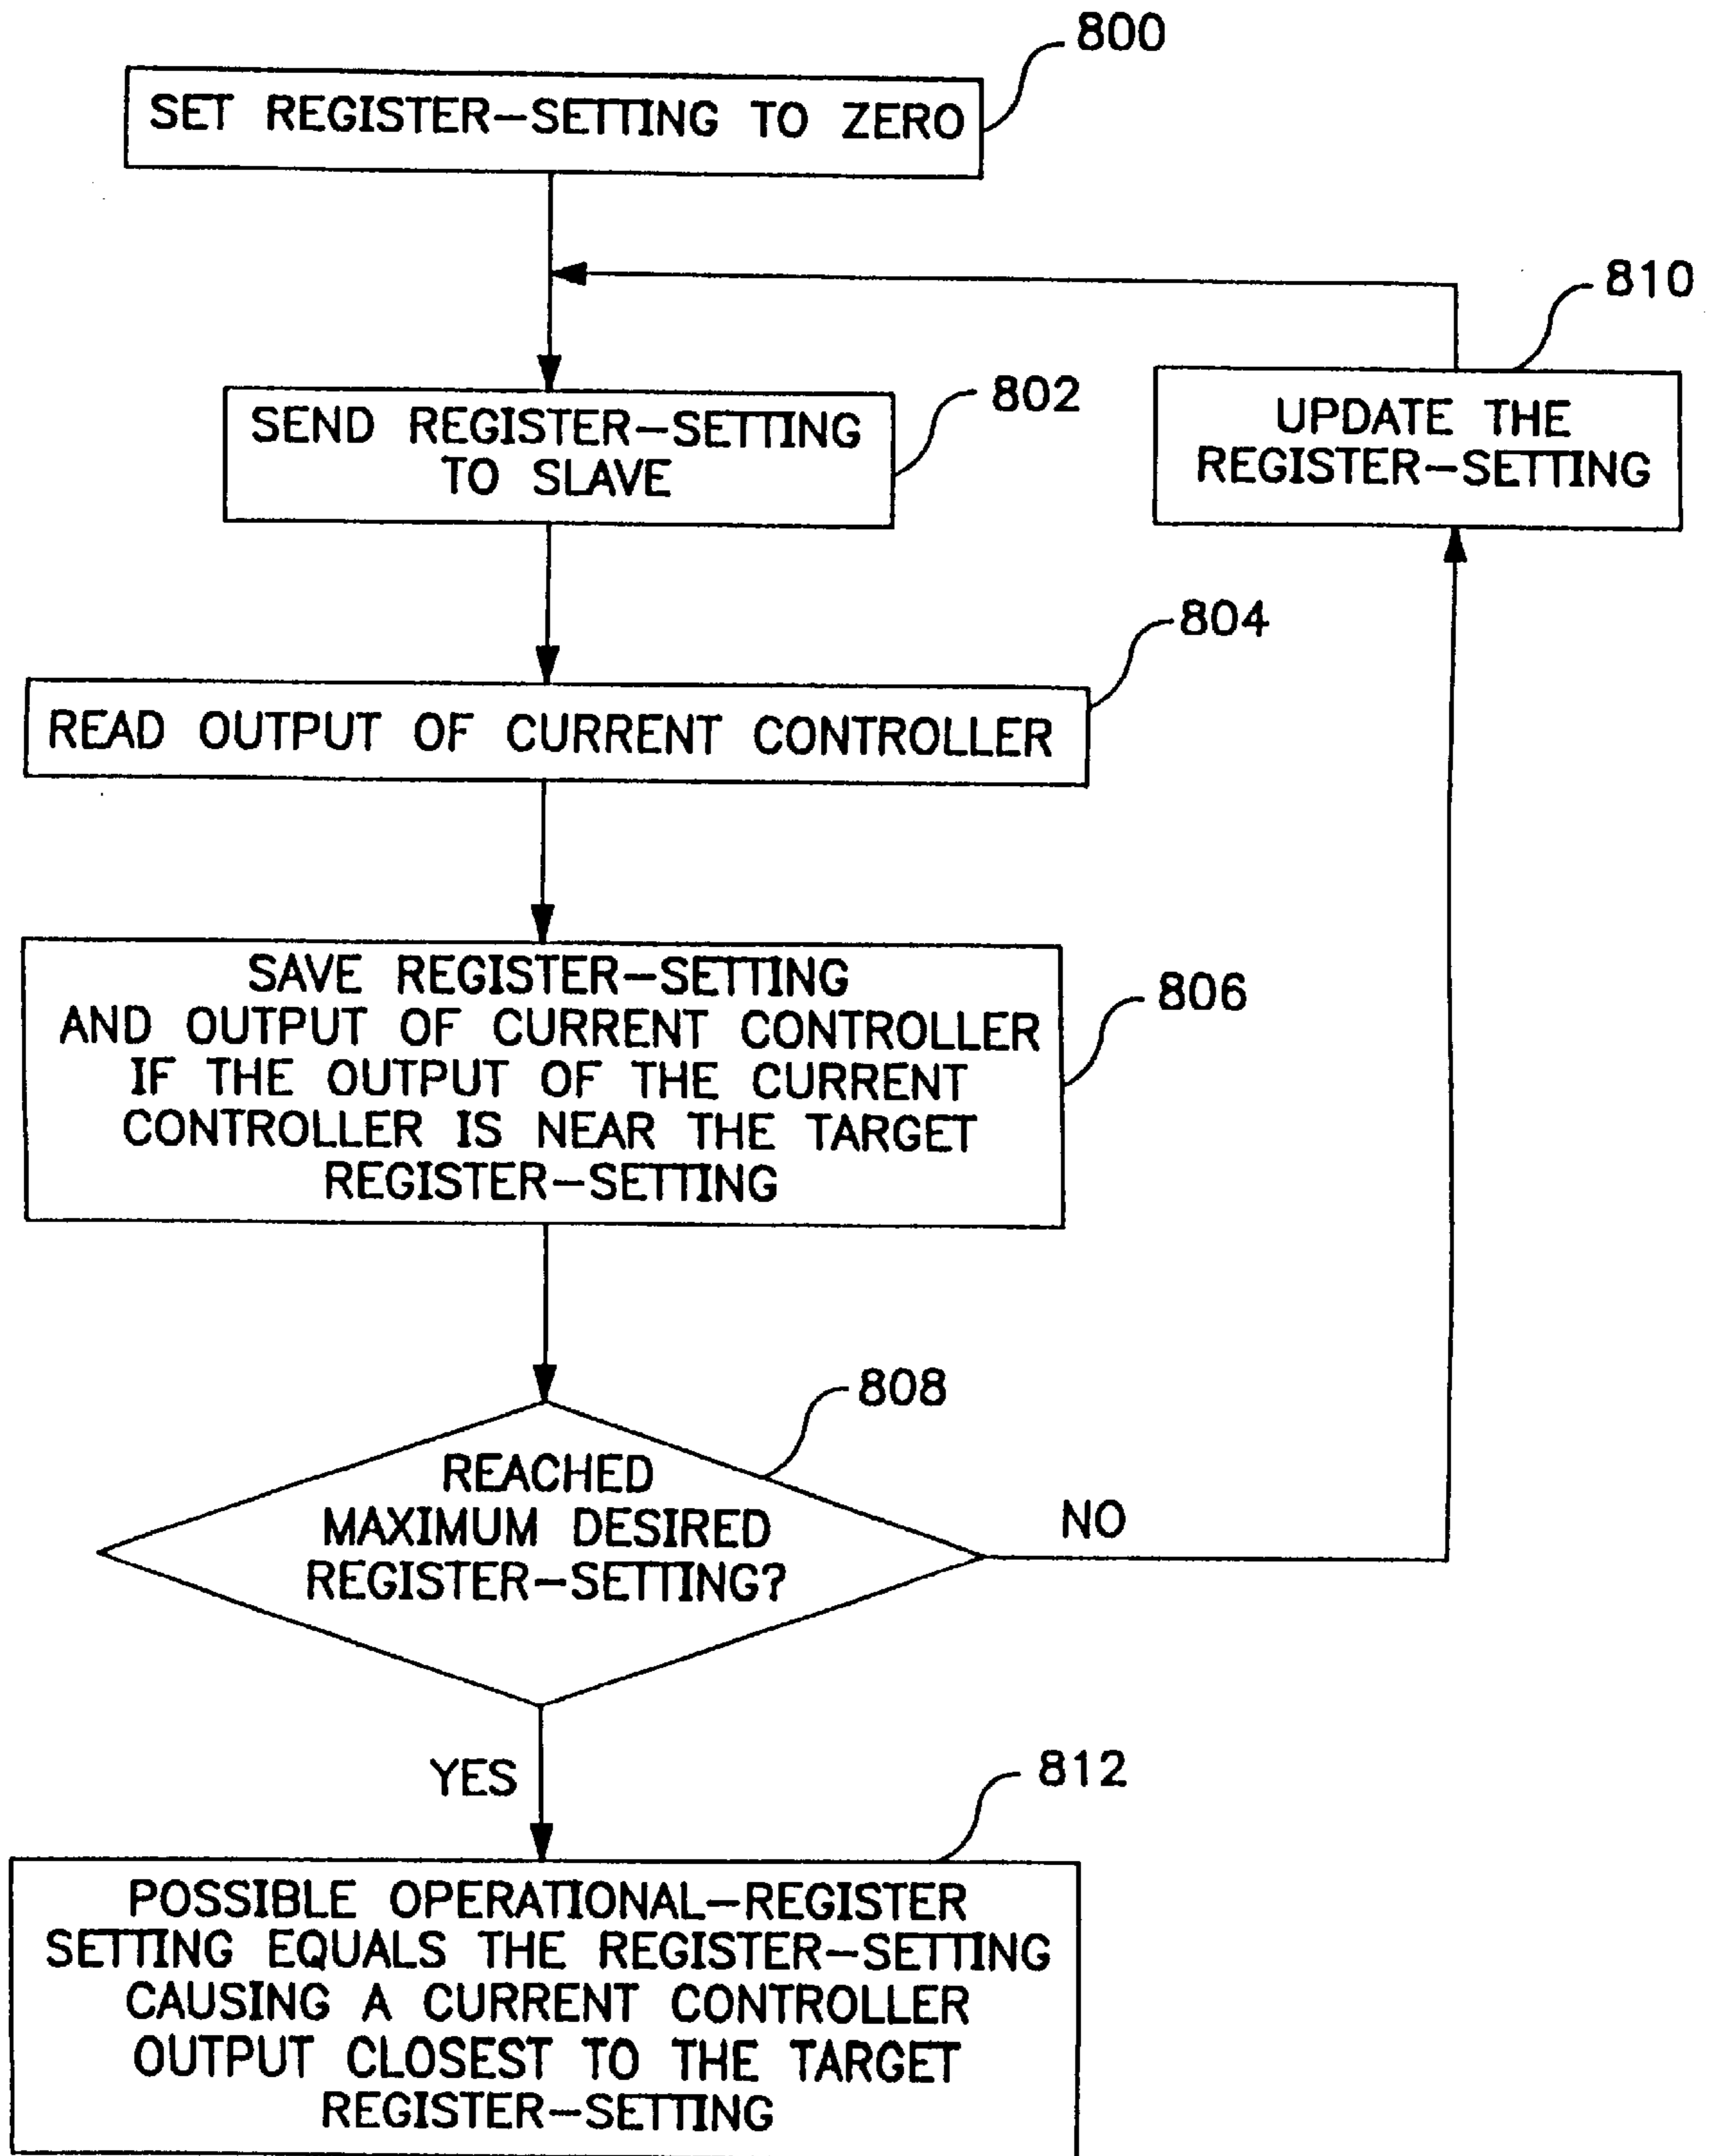 800
SET REGISTER-SETTING TO ZERO
810
802
SEND REGISTER-SETTING
TO SLAVE
UPDATE THE
REGISTER-SETTING
804
READ OUTPUT OF CURRENT CONTROLLER
806
SAVE REGISTER-SETTING
AND OUTPUT OF CURRENT CONTROLLER
IF THE OUTPUT OF THE CURRENT
CONTROLLER IS NEAR THE TARGET
REGISTER-SETTING
808
REACHED
MAXIMUM DESIRED
REGISTER-SETTING?
NO
YES
812
POSSIBLE OPERATIONAL-REGISTER
SETTING EQUALS THE REGISTER-SETTING
CAUSING A CURRENT CONTROLLER
OUTPUT CLOSEST TO THE TARGET
REGISTER-SETTING